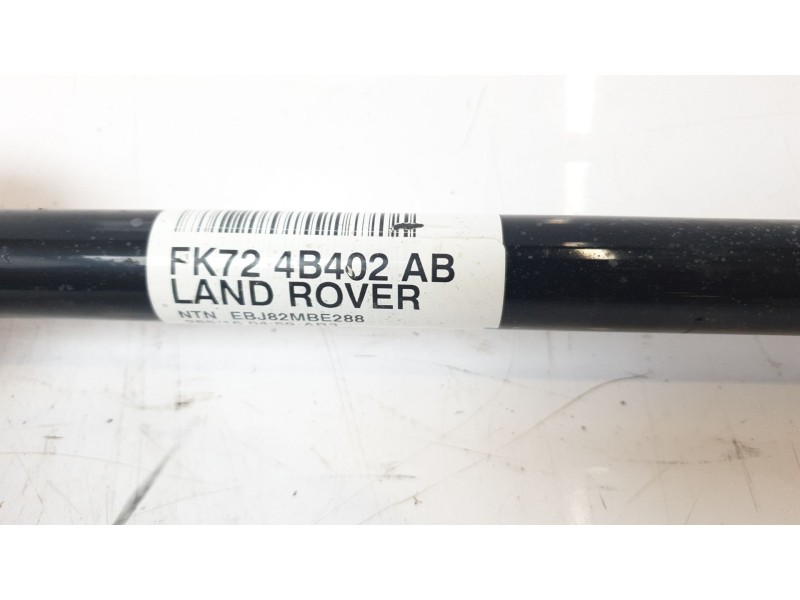 FK72 4B402 AB
LAND ROVER
NTN EBJ82MBE288